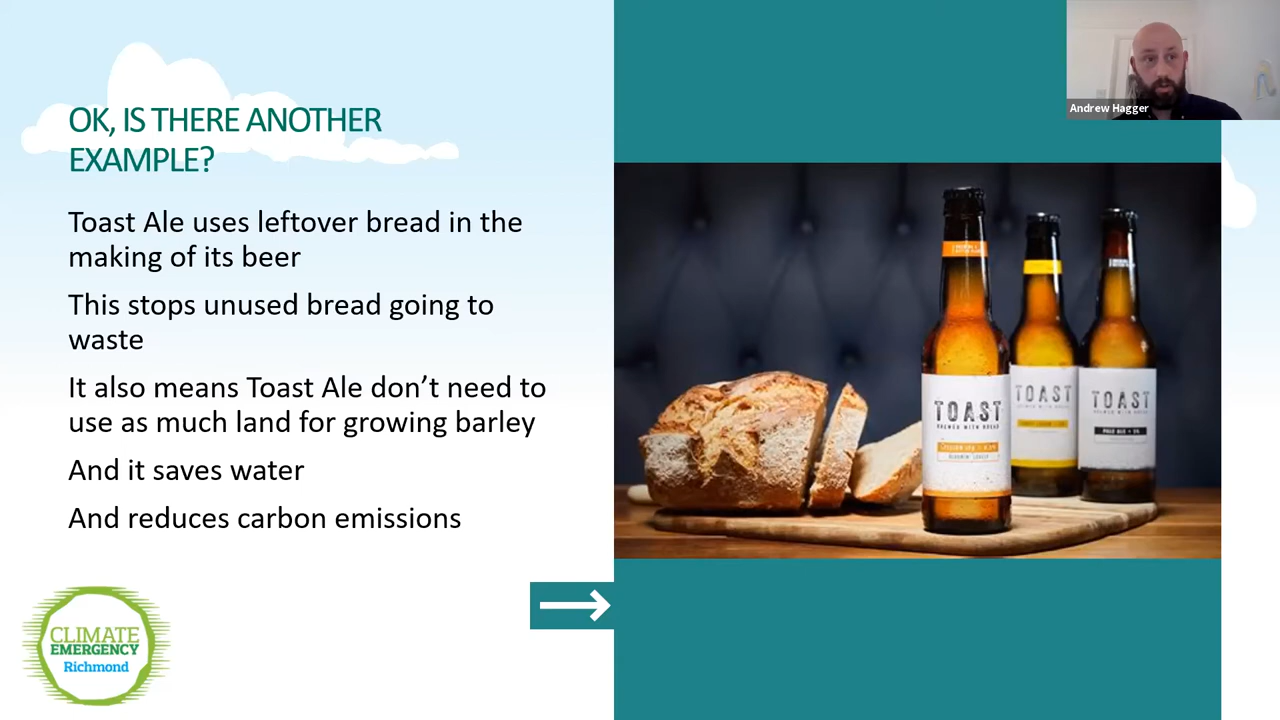 OK, IS THERE ANOTHER
EXAMPLE?
Toast Ale uses leftover bread in the
making of its beer
This stops unused bread going to
waste
It also means Toast Ale don’t need to
use as much land for growing barley
And it saves water
And reduces carbon emissions
CLIMATE
EMERGENCY
Richmond
Andrew Hagger
TOAST
BREWED WITH BREAD
TOAST
BREWED WITH BREAD
TOAST
BREWED WITH BREAD
PALE ALE